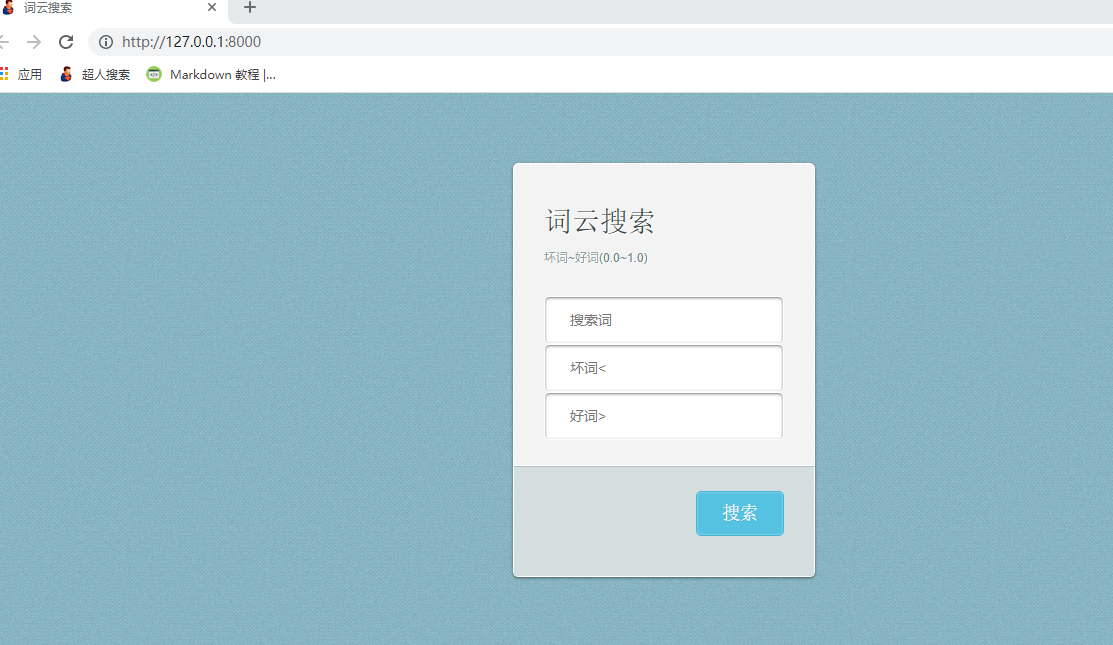 词云搜索
http://127.0.0.1:8000
应用 超人搜索 Markdown 教程 |...
词云搜索
坏词~好词(0.0~1.0)
搜索词
坏词<
好词>
搜索